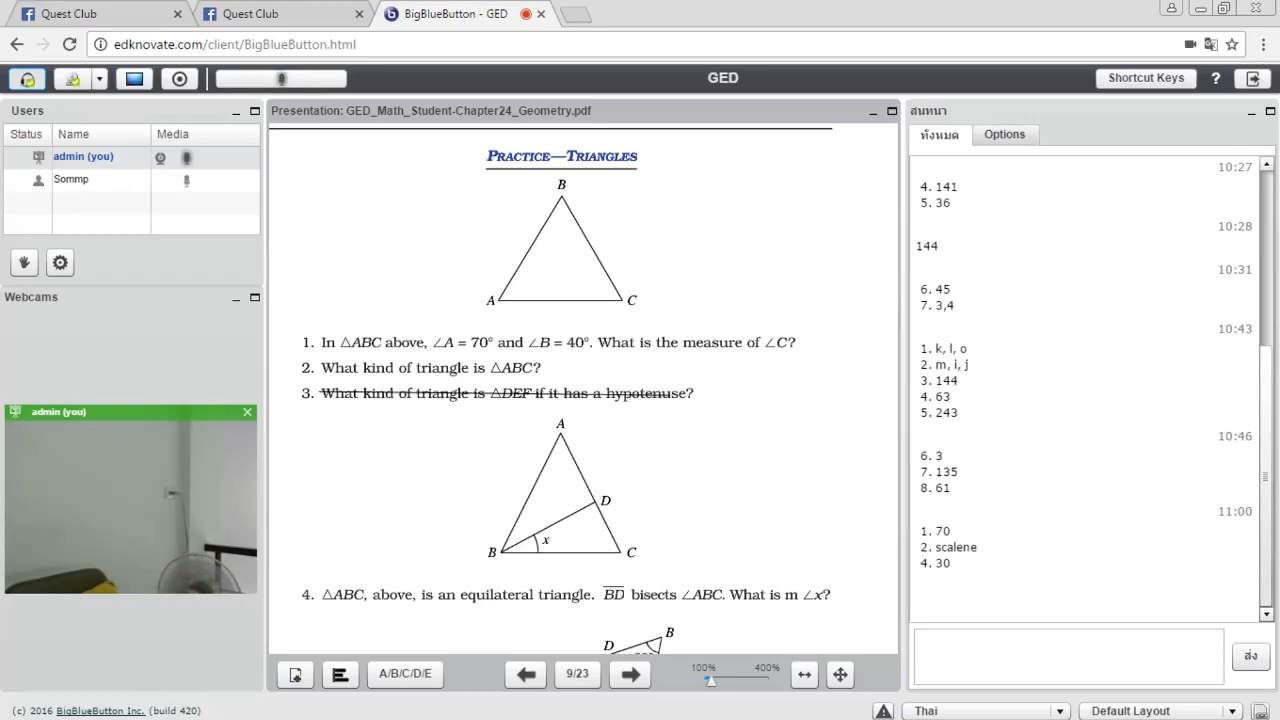 Quest Club
Quest Club
BigBlueButton - GED
edknovate.com/client/BigBlueButton.html
GED
Shortcut Keys
?
Users
Status Name Media
admin (you)
Sommp
Webcams
admin (you)
Presentation: GED_Math_Student-Chapter24_Geometry.pdf
PRACTICE—TRIANGLES
B
A
C
1. In △ABC above, ∠A = 70° and ∠B = 40°. What is the measure of ∠C?
2. What kind of triangle is △ABC?
3. What kind of triangle is △DEF if it has a hypotenuse?
A
D
x
B
C
4. △ABC, above, is an equilateral triangle. B̅D̅ bisects ∠ABC. What is m ∠x?
B
D
A/B/C/D/E
9/23
100%
400%
สนทนา
ทั้งหมด
Options
10:27
4. 141
5. 36
10:28
144
10:31
6. 45
7. 3,4
10:43
1. k, l, o
2. m, i, j
3. 144
4. 63
5. 243
10:46
6. 3
7. 135
8. 61
11:00
1. 70
2. scalene
4. 30
ส่ง
(c) 2016 BigBlueButton Inc. (build 420)
Thai
Default Layout